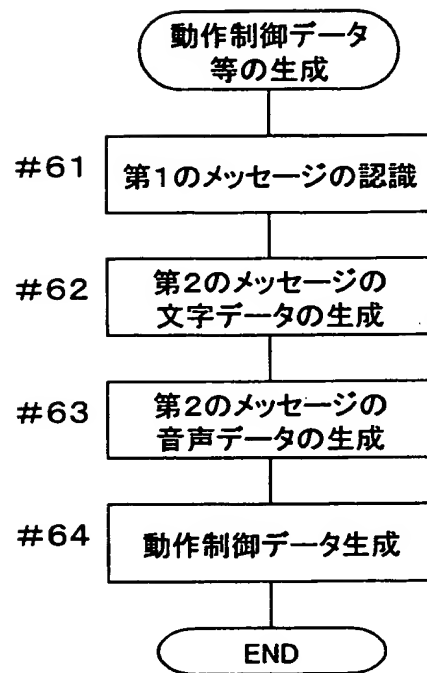 動作制御データ
等の生成
#61
第1のメッセージの認識
#62
第2のメッセージの
文字データの生成
#63
第2のメッセージの
音声データの生成
#64
動作制御データ生成
END